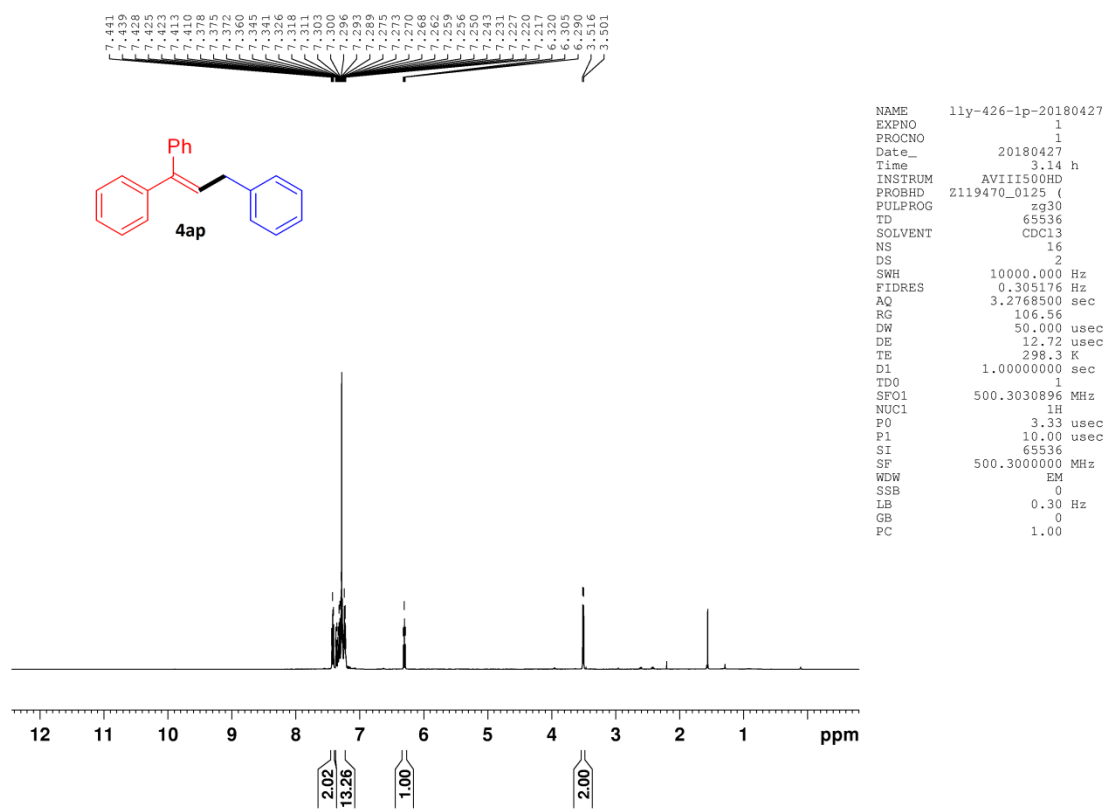 7.441
7.439
7.428
7.425
7.423
7.413
7.410
7.378
7.375
7.372
7.360
7.345
7.341
7.326
7.318
7.311
7.303
7.300
7.296
7.293
7.289
7.275
7.273
7.270
7.268
7.262
7.259
7.256
7.250
7.243
7.231
7.227
7.220
7.217
6.320
6.305
6.290
3.516
3.501
Ph
4ap
NAME 11y-426-1p-20180427
EXPNO 1
PROCNO 1
Date_ 20180427
Time 3.14 h
INSTRUM AVIII500HD
PROBHD Z119470_0125 (
PULPROG zg30
TD 65536
SOLVENT CDCl3
NS 16
DS 2
SWH 10000.000 Hz
FIDRES 0.305176 Hz
AQ 3.2768500 sec
RG 106.56
DW 50.000 usec
DE 12.72 usec
TE 298.3 K
D1 1.00000000 sec
TD0 1
SFO1 500.3030896 MHz
NUC1 1H
P0 3.33 usec
P1 10.00 usec
SI 65536
SF 500.3000000 MHz
WDW EM
SSB 0
LB 0.30 Hz
GB 0
PC 1.00
12 11 10 9 8 7 6 5 4 3 2 1 ppm
2.02
13.26
1.00
2.00